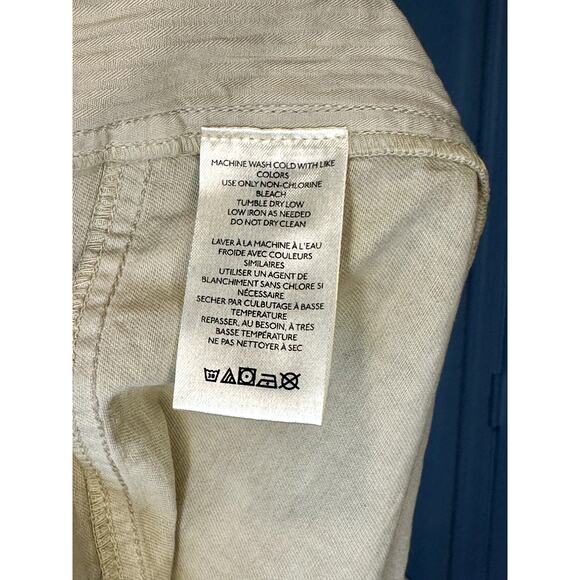 MACHINE WASH COLD WITH LIKE
COLORS
USE ONLY NON-CHLORINE
BLEACH
TUMBLE DRY LOW
LOW IRON AS NEEDED
DO NOT DRY CLEAN
LAVER À LA MACHINE À L'EAU
FROIDE AVEC COULEURS
SIMILAIRES
UTILISER UN AGENT DE
BLANCHIMENT SANS CHLORE SI
NÉCESSAIRE
SECHER PAR CULBUTAGE À BASSE
TEMPERATURE
REPASSER, AU BESOIN, À TRÈS
BASSE TEMPÉRATURE
NE PAS NETTOYER À SEC
30